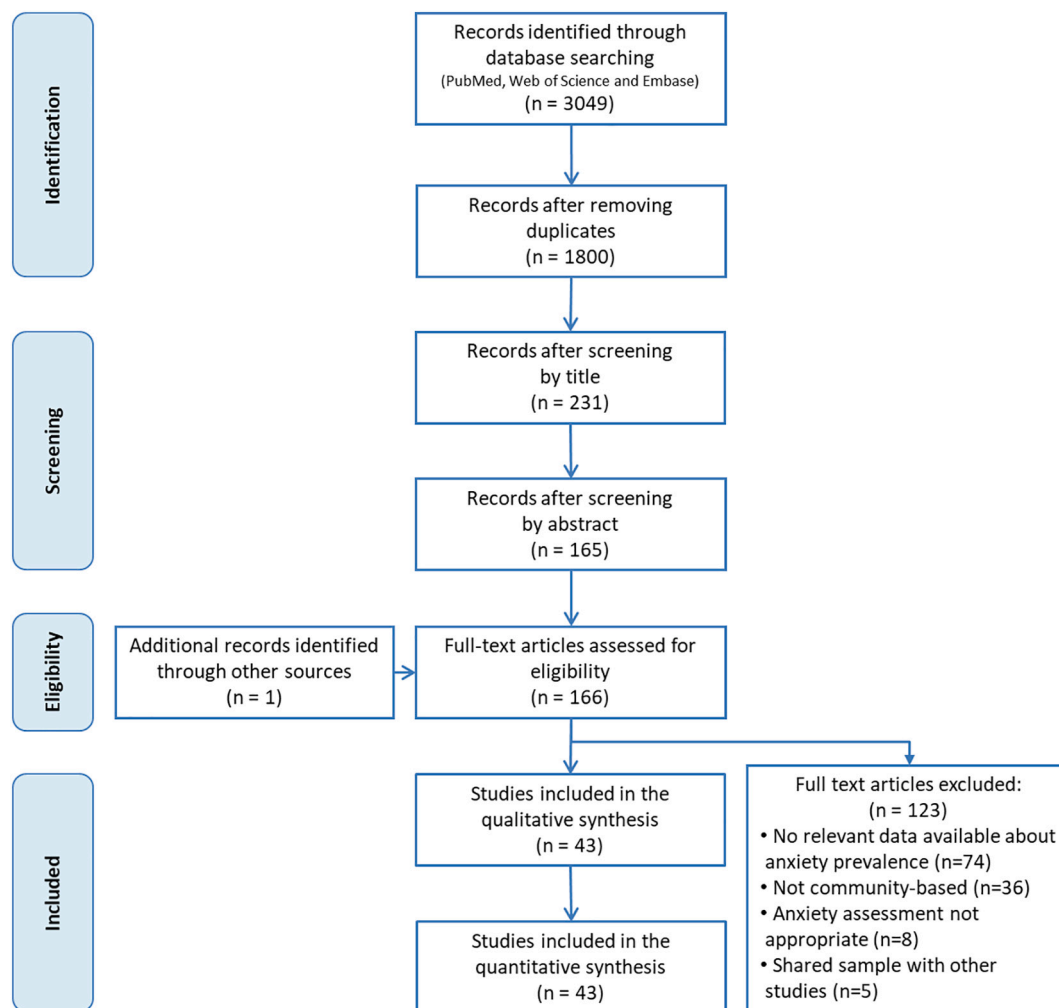 Identification
Records identified through
database searching
(PubMed, Web of Science and Embase)
(n = 3049)
Records after removing
duplicates
(n = 1800)
Screening
Records after screening
by title
(n = 231)
Records after screening
by abstract
(n = 165)
Eligibility
Additional records identified
through other sources
(n = 1)
Full-text articles assessed for
eligibility
(n = 166)
Included
Studies included in the
qualitative synthesis
(n = 43)
Studies included in the
quantitative synthesis
(n = 43)
Full text articles excluded:
(n = 123)
• No relevant data available about
anxiety prevalence (n=74)
• Not community-based (n=36)
• Anxiety assessment not
appropriate (n=8)
• Shared sample with other
studies (n=5)